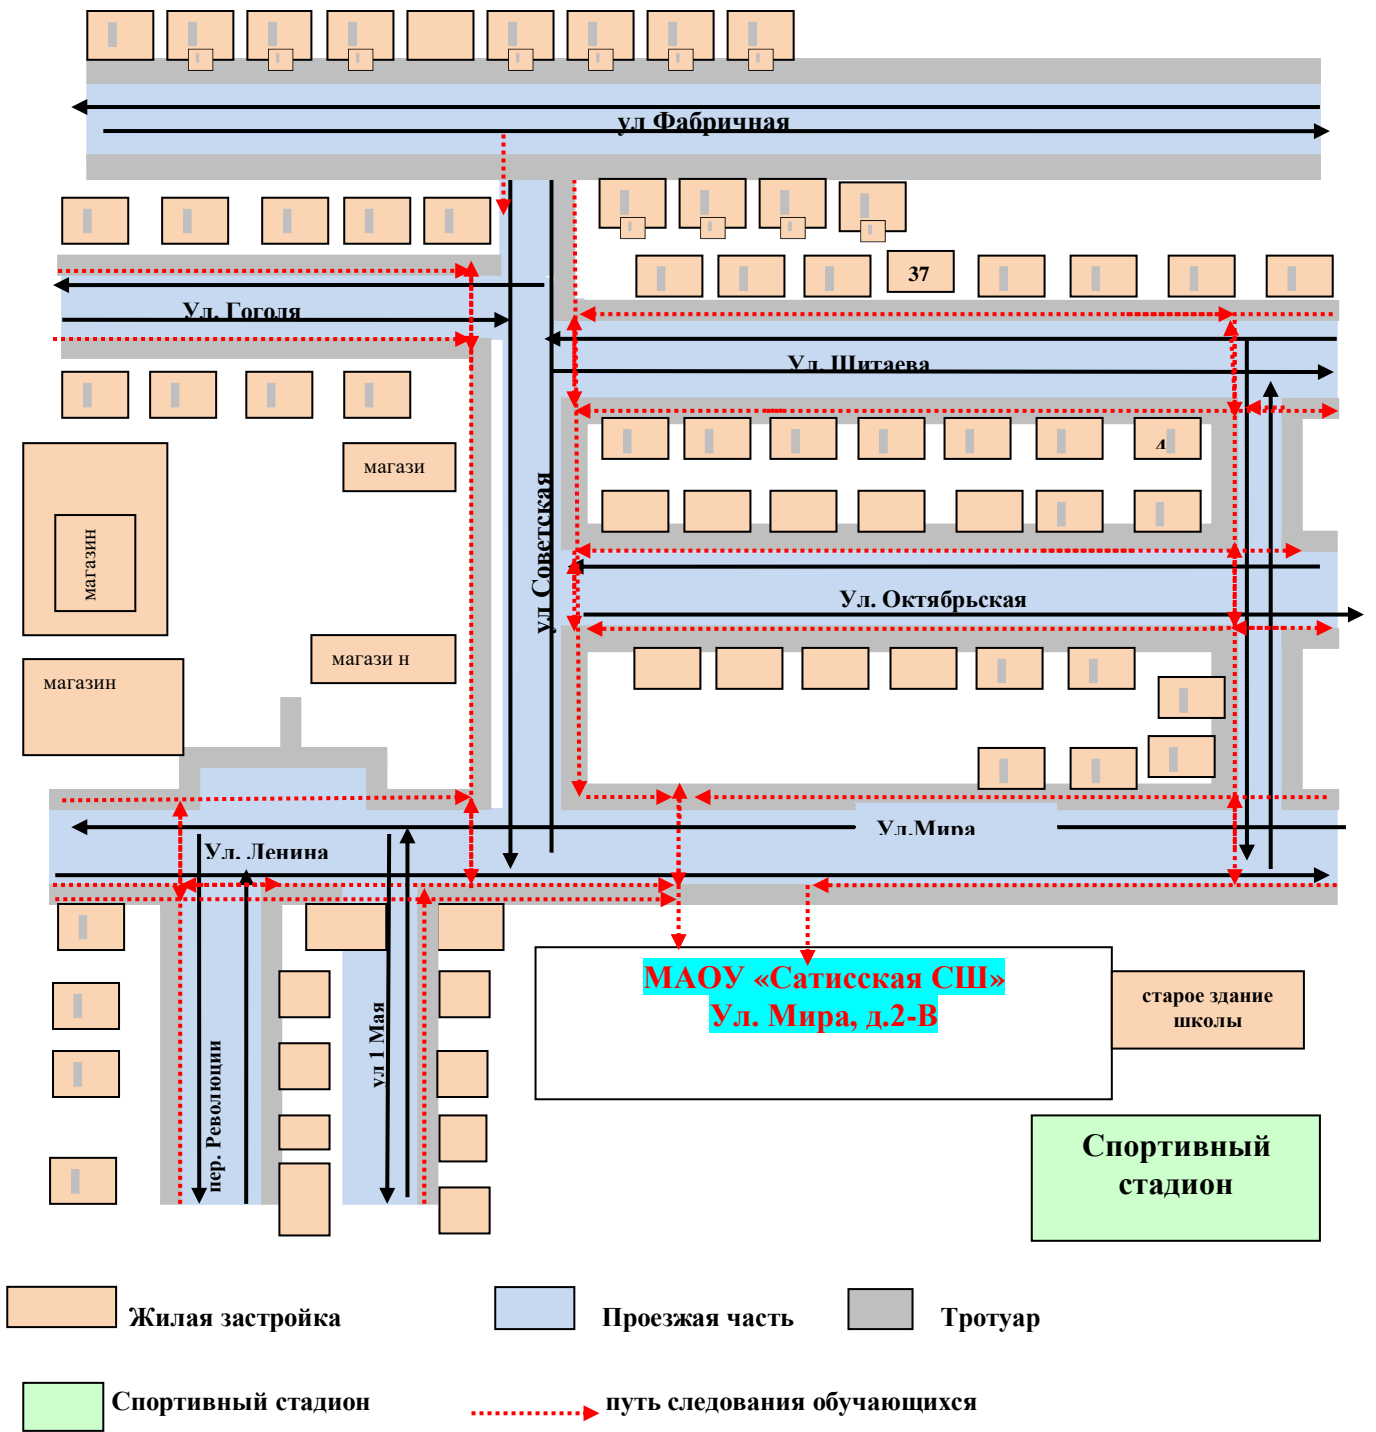 ул Фабричная
37
Ул. Гоголя
Ул. Шитаева
4
магази
магазин
ул Советская
Ул. Октябрьская
магази н
магазин
Ул.Мира
Ул. Ленина
МАОУ «Сатисская СШ»
Ул. Мира, д.2-В
старое здание
школы
ул 1 Мая
пер. Революции
Спортивный
стадион
Жилая застройка
Проезжая часть
Тротуар
Спортивный стадион
путь следования обучающихся